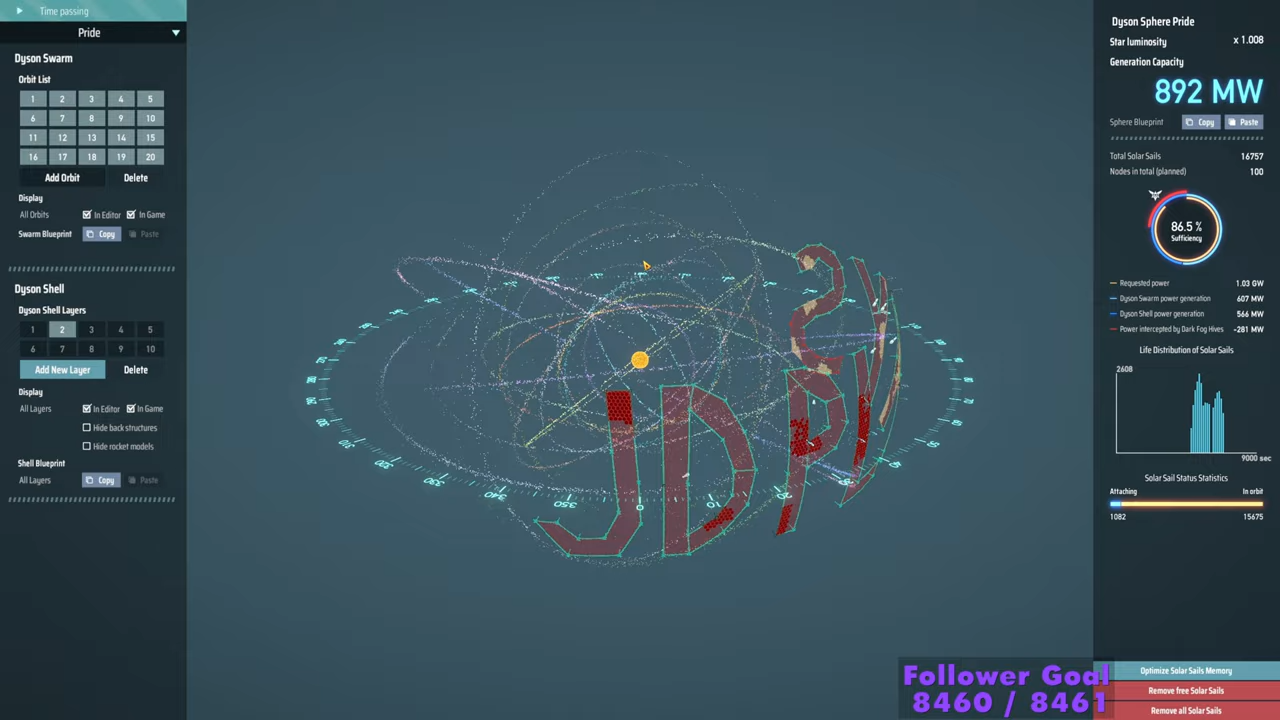 Time passing
Pride
Dyson Swarm
Orbit List
1 2 3 4 5
6 7 8 9 10
11 12 13 14 15
16 17 18 19 20
Add Orbit Delete
Display
All Orbits In Editor In Game
Swarm Blueprint Copy Paste
Dyson Shell
Dyson Shell Layers
1 2 3 4 5
6 7 8 9 10
Add New Layer Delete
Display
All Layers In Editor In Game
Hide back structures
Hide rocket models
Shell Blueprint
All Layers Copy Paste
JDP
350 0 10 20
340
330
Dyson Sphere Pride
Star luminosity x 1.008
Generation Capacity
892 MW
Sphere Blueprint Copy Paste
Total Solar Sails 16757
Nodes in total (planned) 100
86.5 %
Sufficiency
Requested power 1.03 GW
Dyson Swarm power generation 607 MW
Dyson Shell power generation 566 MW
Power intercepted by Dark Fog Hives -281 MW
Life Distribution of Solar Sails
2608
9000 sec
Solar Sail Status Statistics
Attaching In orbit
1082 15675
Follower Goal
8460 / 8461
Optimize Solar Sails Memory
Remove free Solar Sails
Remove all Solar Sails